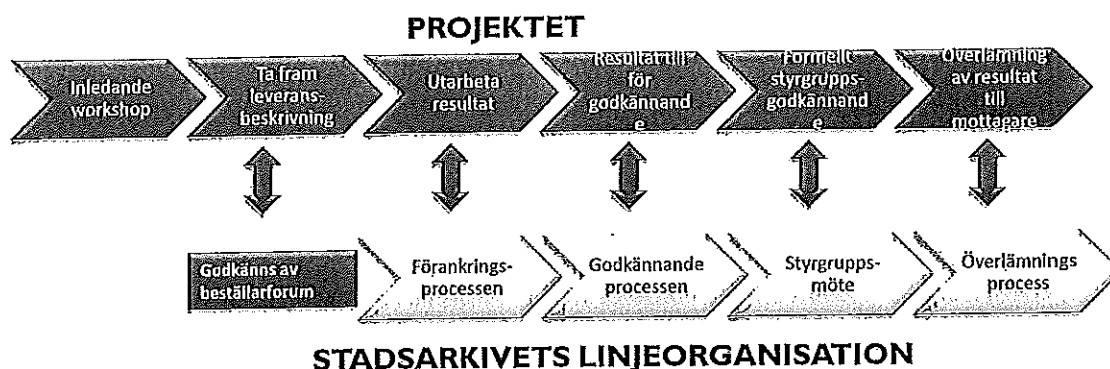 PROJEKTET
Inledande
workshop
Ta fram
leverans-
beskrivning
Utarbeta
resultat
Resultat till
för
godkännand
e
Formellt
styrgrupps-
godkännand
e
Överlämning
av resultat
till
mottagare
Godkänns av
beställarforum
Förankrings-
processen
Godkännande
processen
Styrgrupps-
möte
Överlämnings
process
STADSARKIVETS LINJEORGANISATION